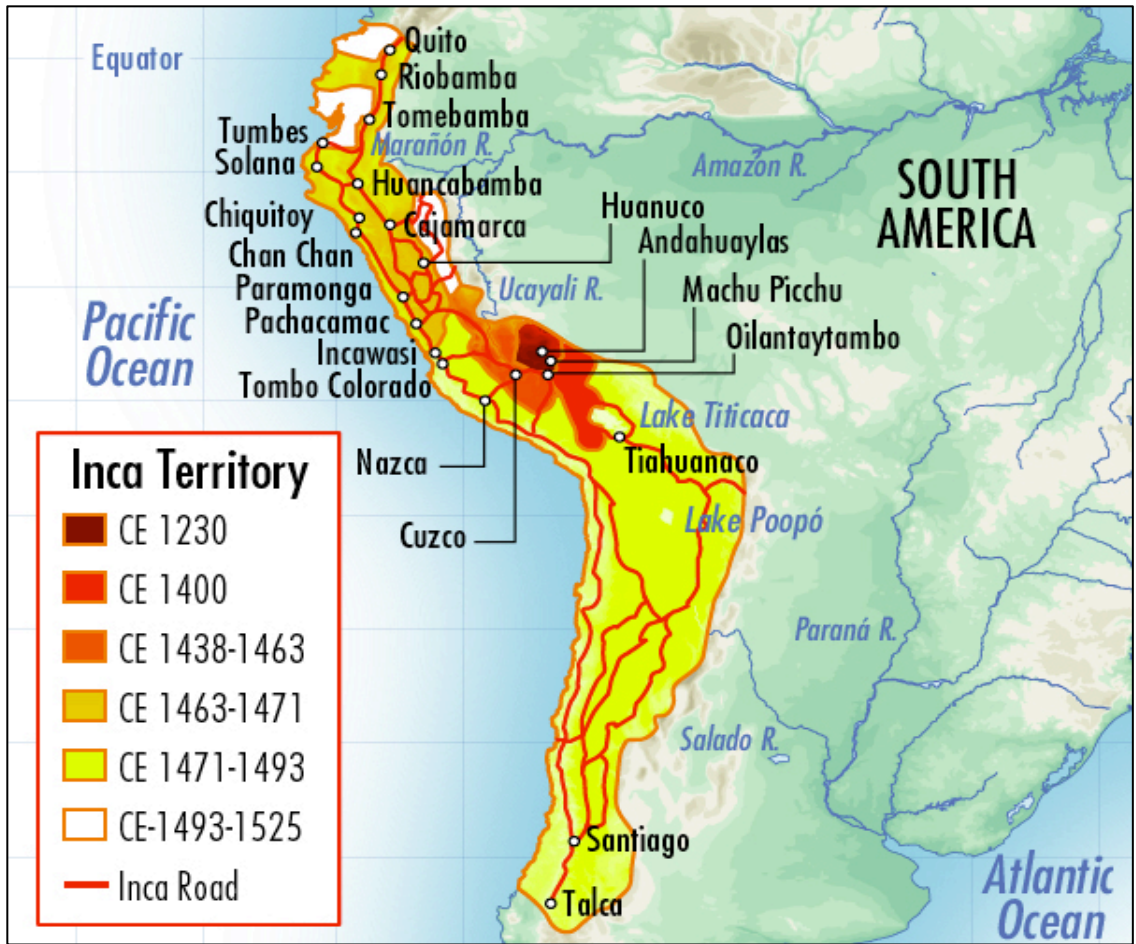 Quito
Equator
Riobamba
Tomebamba
Tumbes
Marañón R.
Solana
Amazon R.
SOUTH
AMERICA
Huancabamba
Huanuco
Chiquitoy
Cajamarca
Andahuaylas
Chan Chan
Paramonga
Ucayali R.
Machu Picchu
Pacific
Ocean
Pachacamac
Oilantaytambo
Incawasi
Tombo Colorado
Lake Titicaca
Nazca
Tiahuanaco
Cuzco
Lake Poopó
Paraná R.
Salado R.
Santiago
Talca
Atlantic
Ocean
Inca Territory
CE 1230
CE 1400
CE 1438-1463
CE 1463-1471
CE 1471-1493
CE-1493-1525
Inca Road